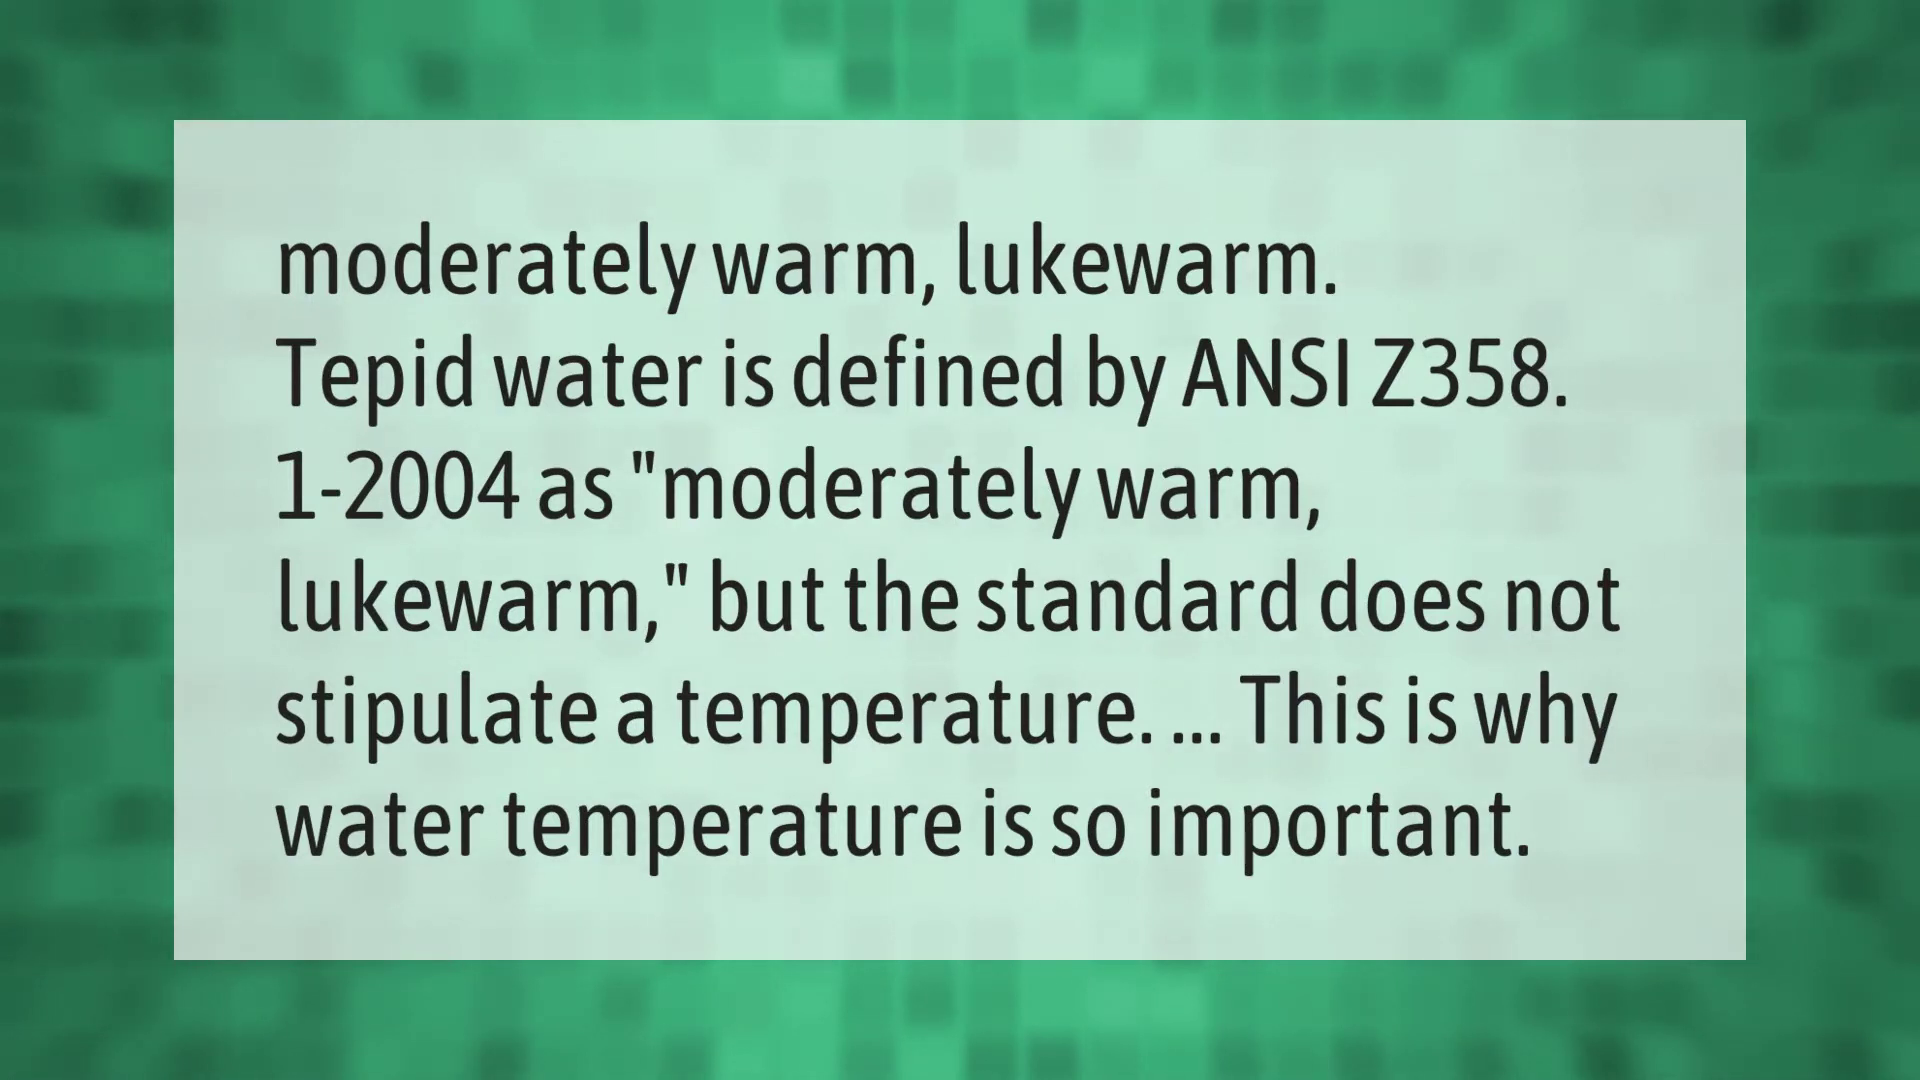 moderately warm, lukewarm.
Tepid water is defined by ANSI Z358.
1-2004 as "moderately warm,
lukewarm," but the standard does not
stipulate a temperature. ... This is why
water temperature is so important.